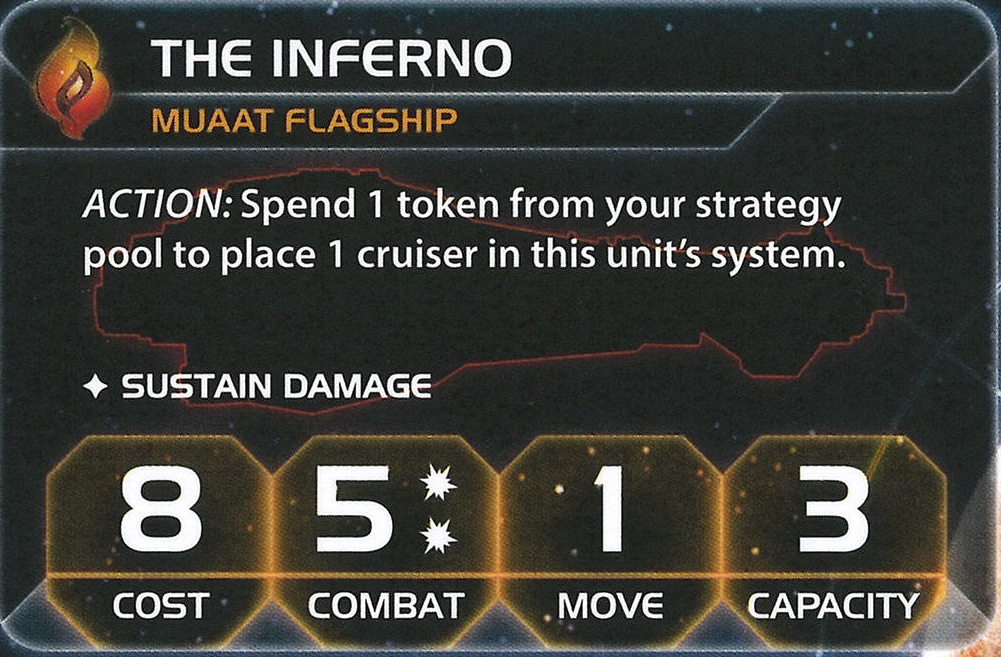 THE INFERNO
MUAAT FLAGSHIP
ACTION: Spend 1 token from your strategy
pool to place 1 cruiser in this unit's system.
✦ SUSTAIN DAMAGE
8 5 1 3
COST COMBAT MOVE CAPACITY